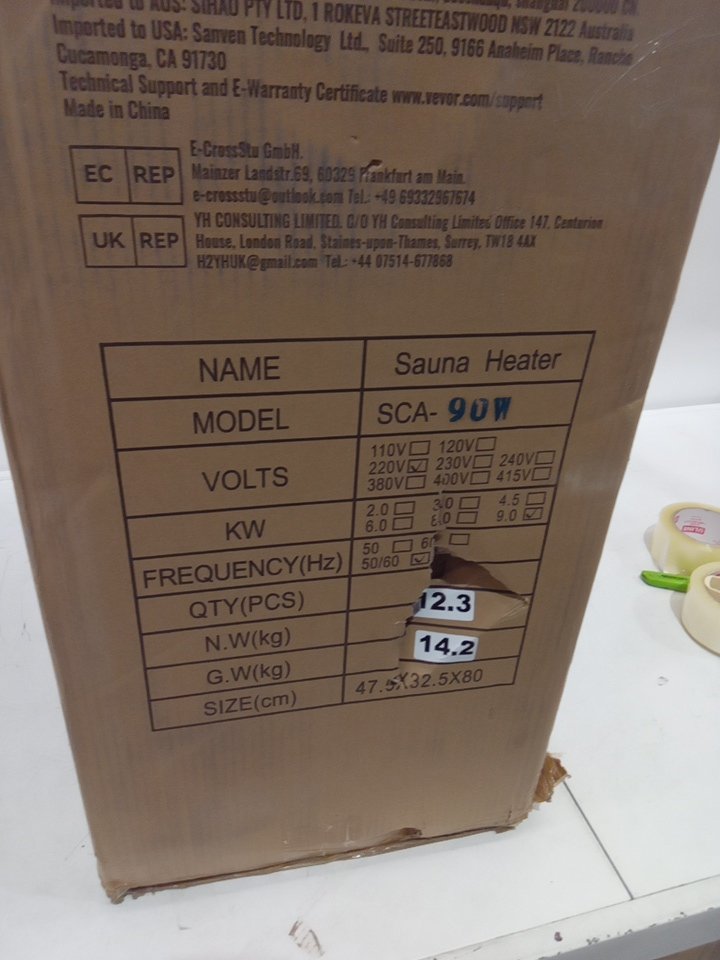 Imported to AUS: SIHAO PTY LTD, 1 ROKEVA STREETEASTWOOD NSW 2122 Australia
Imported to USA: Sanven Technology Ltd., Suite 250, 9166 Anaheim Place, Rancho
Cucamonga, CA 91730
Technical Support and E-Warranty Certificate www.vevor.com/support
Made in China
EC REP
E-CrossStu GmbH.
Mainzer Landstr.69, 60329 Frankfurt am Main.
e-crossstu@outlook.com Tel.: +49 69332967674
UK REP
YH CONSULTING LIMITED. C/O YH Consulting Limited Office 147, Centurion
House, London Road, Staines-upon-Thames, Surrey, TW18 4AX
H2YHUK@gmail.com Tel.: +44 07514-677868
NAME Sauna Heater
MODEL SCA- 90W
VOLTS
110V 120V
220V 230V 240V
380V 400V 415V
KW
2.0 3.0 4.5
6.0 9.0
FREQUENCY(Hz)
50
50/60
QTY(PCS)
N.W(kg) 12.3
G.W(kg) 14.2
SIZE(cm) 47.5X32.5X80